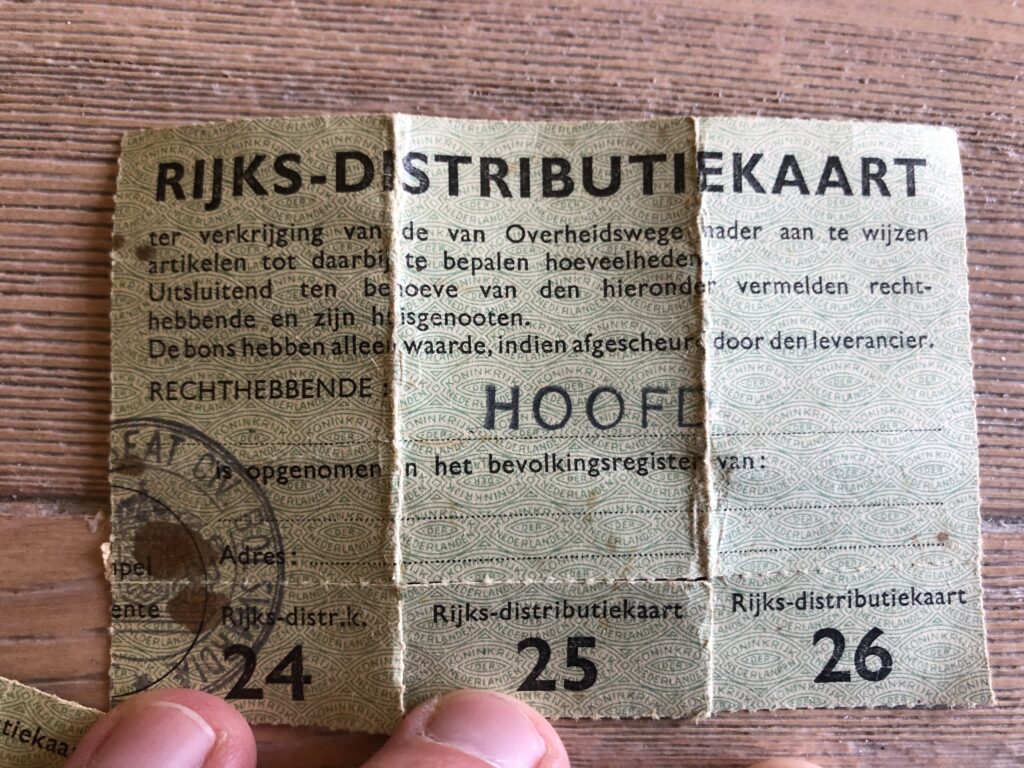 RIJKS-DISTRIBUTIEKAART
ter verkrijging van de van Overheidswege nader aan te wijzen
artikelen tot daarbij te bepalen hoeveelheden
Uitsluitend ten behoeve van den hieronder vermelden recht-
hebbende en zijn huisgenooten.
De bons hebben alleen waarde, indien afgescheurd door den leverancier.
RECHTHEBBENDE :
HOOFD
is opgenomen in het bevolkingsregister van :
Adres :
mpel
ente
Rijks-distr.k.
24
Rijks-distributiekaart
25
Rijks-distributiekaart
26
tiekaa